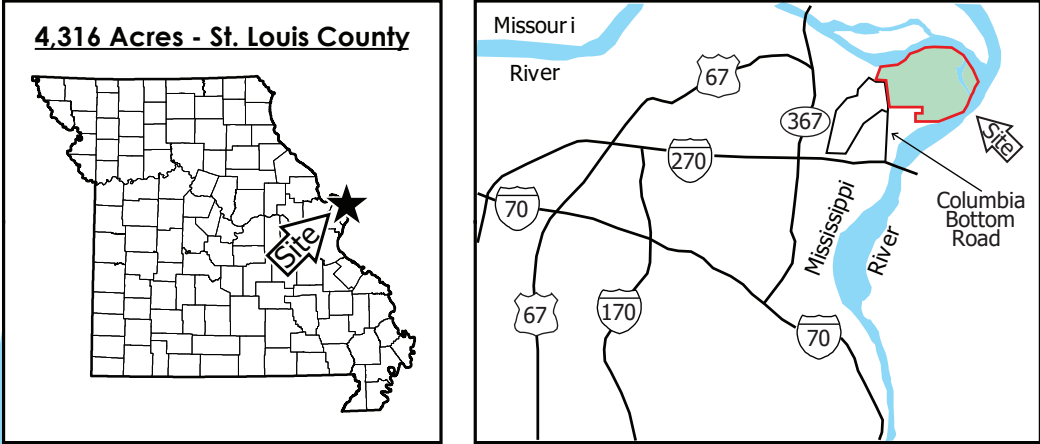 4,316 Acres - St. Louis County
Site
Missouri
River
67
367
Site
270
70
Columbia
Bottom
Road
Mississippi
River
67
170
70